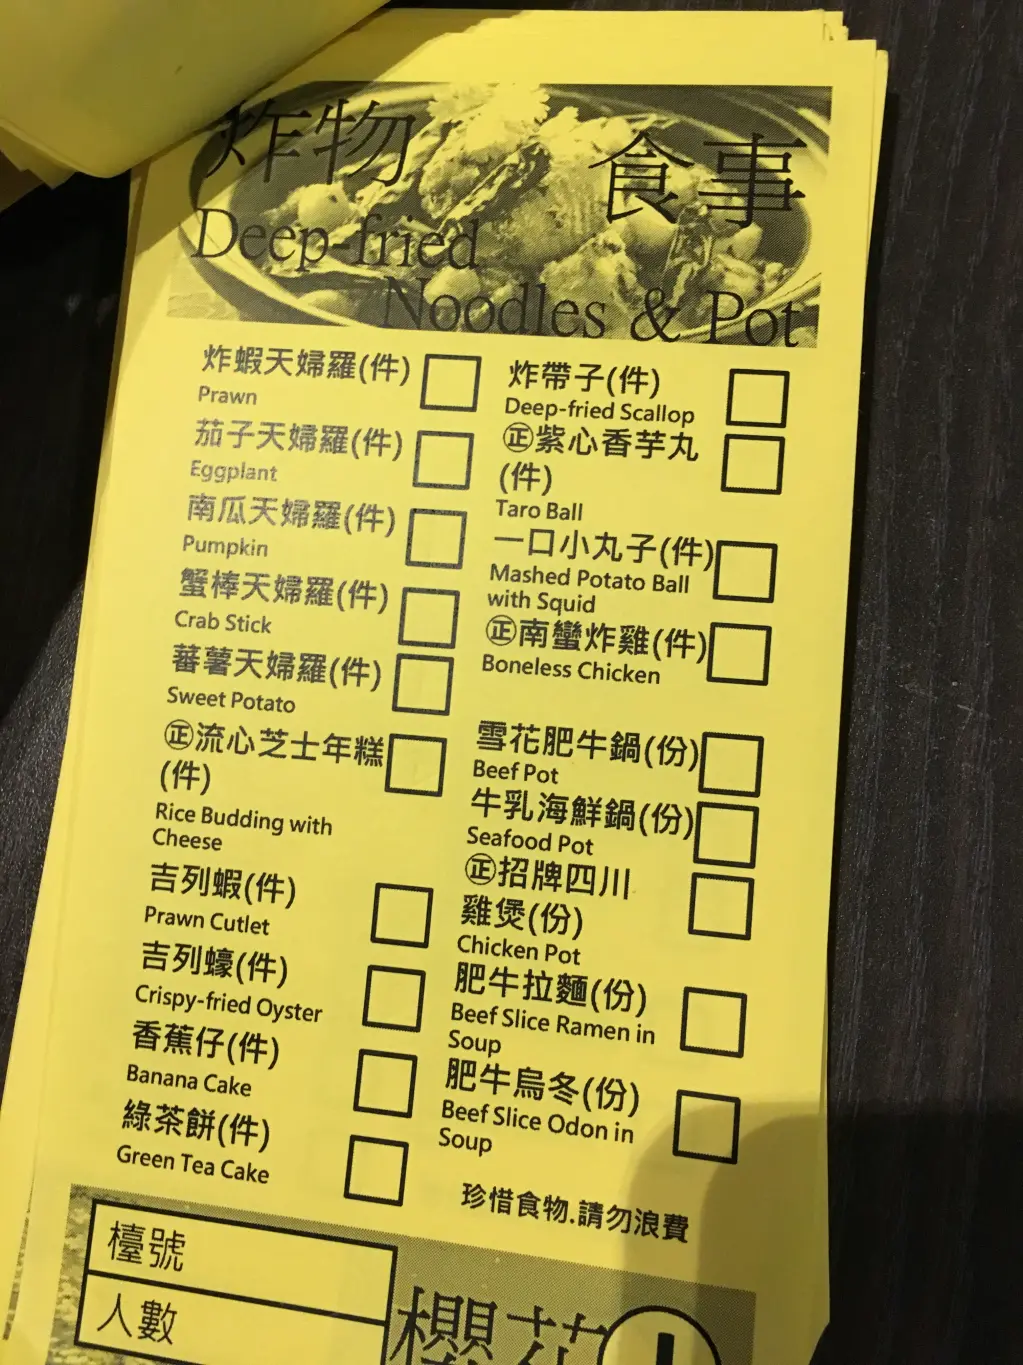 炸物
食事
Deep-fried
Noodles & Pot
炸蝦天婦羅(件)
Prawn
茄子天婦羅(件)
Eggplant
南瓜天婦羅(件)
Pumpkin
蟹棒天婦羅(件)
Crab Stick
蕃薯天婦羅(件)
Sweet Potato
㊣流心芝士年糕
(件)
Rice Budding with
Cheese
吉列蝦(件)
Prawn Cutlet
吉列蠔(件)
Crispy-fried Oyster
香蕉仔(件)
Banana Cake
綠茶餅(件)
Green Tea Cake
炸帶子(件)
Deep-fried Scallop
㊣紫心香芋丸
(件)
Taro Ball
一口小丸子(件)
Mashed Potato Ball
with Squid
㊣南蠻炸雞(件)
Boneless Chicken
雪花肥牛鍋(份)
Beef Pot
牛乳海鮮鍋(份)
Seafood Pot
㊣招牌四川
雞煲(份)
Chicken Pot
肥牛拉麵(份)
Beef Slice Ramen in
Soup
肥牛烏冬(份)
Beef Slice Odon in
Soup
珍惜食物.請勿浪費
檯號
人數
櫻花